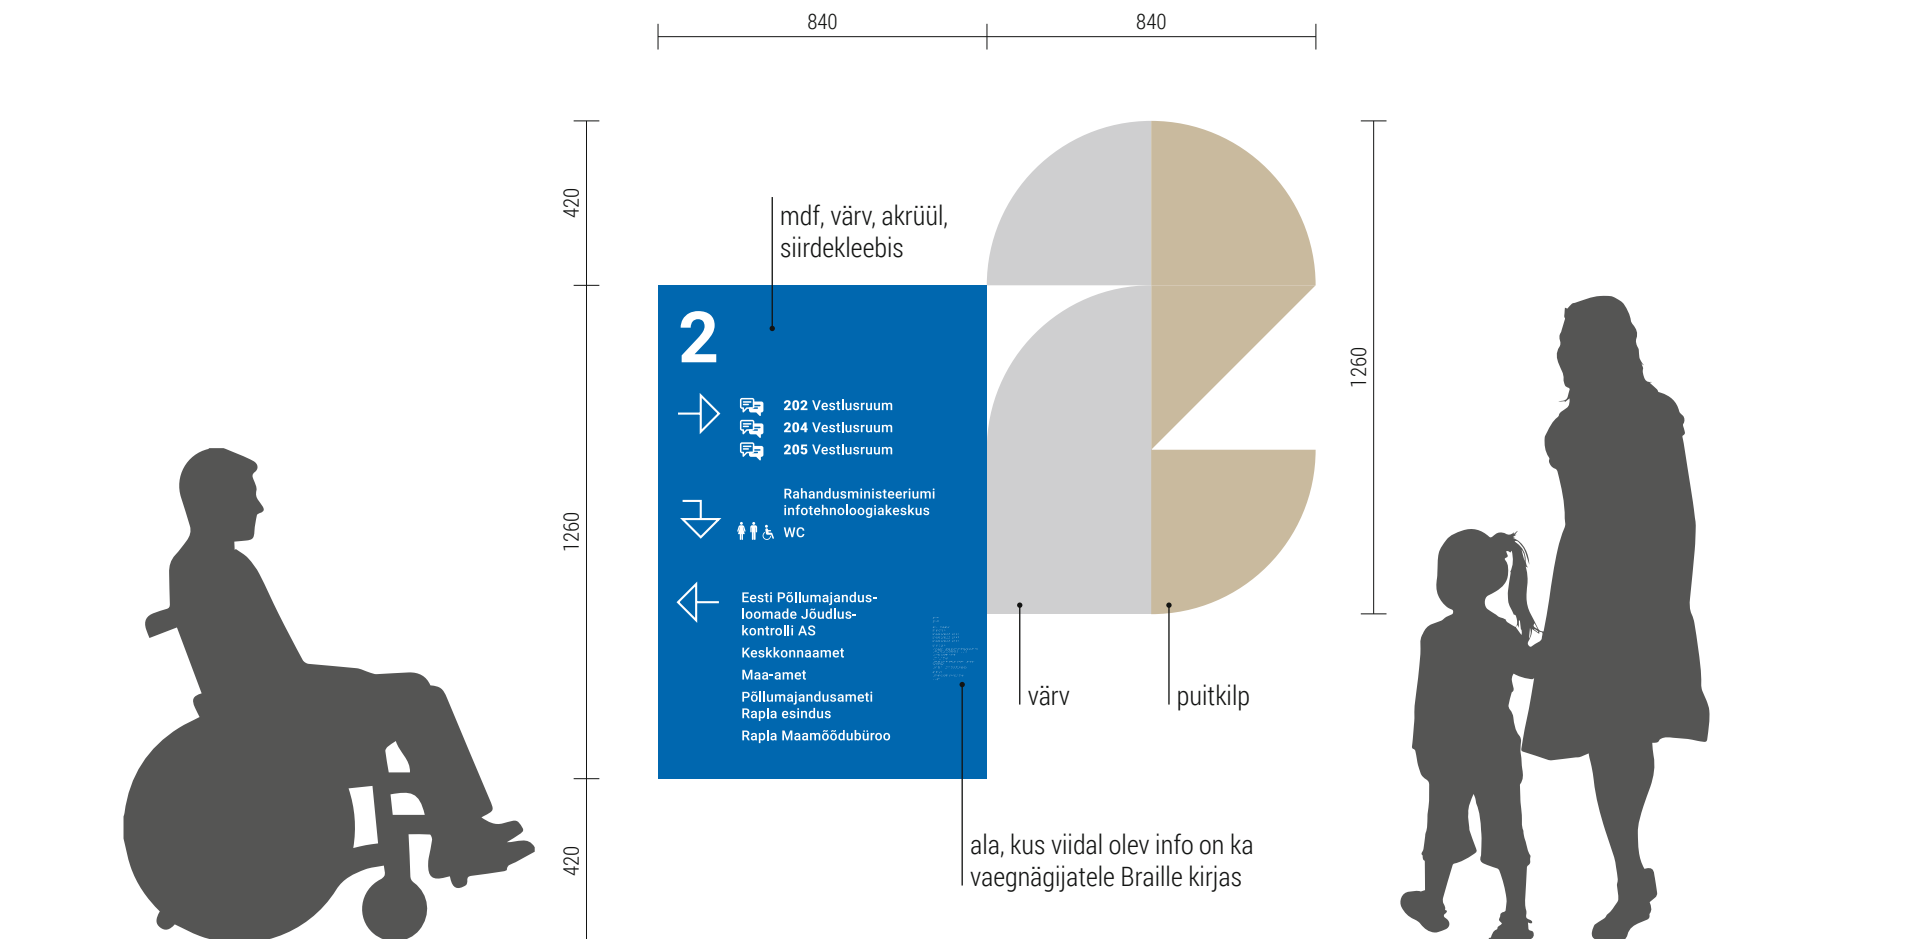 840
840
420
mdf, värv, akrüül,
siirdekleebis
2
202 Vestlusruum
204 Vestlusruum
205 Vestlusruum
Rahandusministeeriumi
infotehnoloogiakeskus
WC
Eesti Põllumajandus-
loomade Jõudlus-
kontrolli AS
Keskkonnaamet
Maa-amet
Põllumajandusameti
Rapla esindus
Rapla Maamõõdubüroo
1260
1260
värv
puitkilp
ala, kus viidal olev info on ka
vaegnägijatele Braille kirjas
420